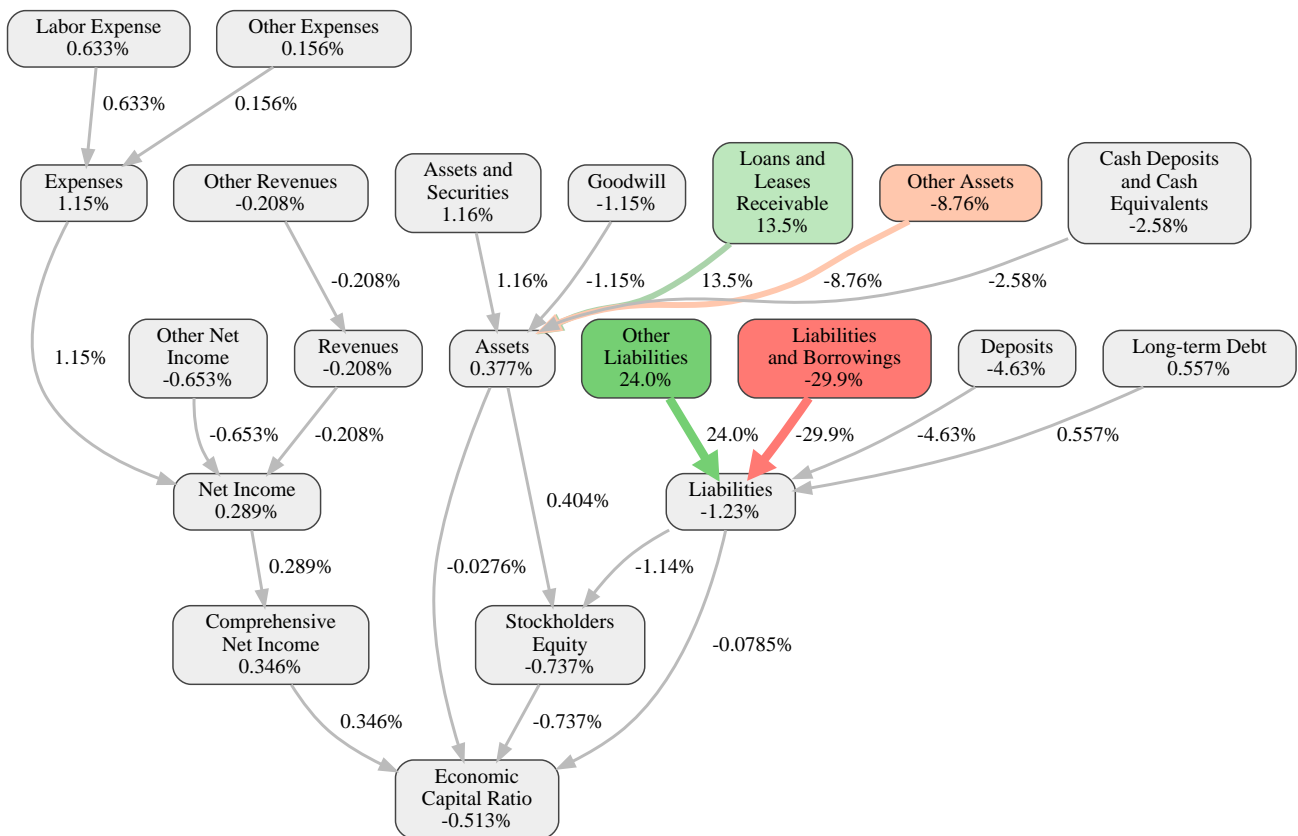 Labor Expense
0.633%
Other Expenses
0.156%
0.633%
0.156%
Expenses
1.15%
Other Revenues
-0.208%
Assets and
Securities
1.16%
Goodwill
-1.15%
Loans and
Leases
Receivable
13.5%
Other Assets
-8.76%
Cash Deposits
and Cash
Equivalents
-2.58%
-0.208%
1.16%
-1.15%
13.5%
-8.76%
-2.58%
1.15%
Other Net
Income
-0.653%
Revenues
-0.208%
Assets
0.377%
Other
Liabilities
24.0%
Liabilities
and Borrowings
-29.9%
Deposits
-4.63%
Long-term Debt
0.557%
-0.653%
-0.208%
24.0%
-29.9%
-4.63%
0.557%
Net Income
0.289%
0.404%
Liabilities
-1.23%
0.289%
-0.0276%
-1.14%
Comprehensive
Net Income
0.346%
Stockholders
Equity
-0.737%
-0.0785%
0.346%
-0.737%
Economic
Capital Ratio
-0.513%